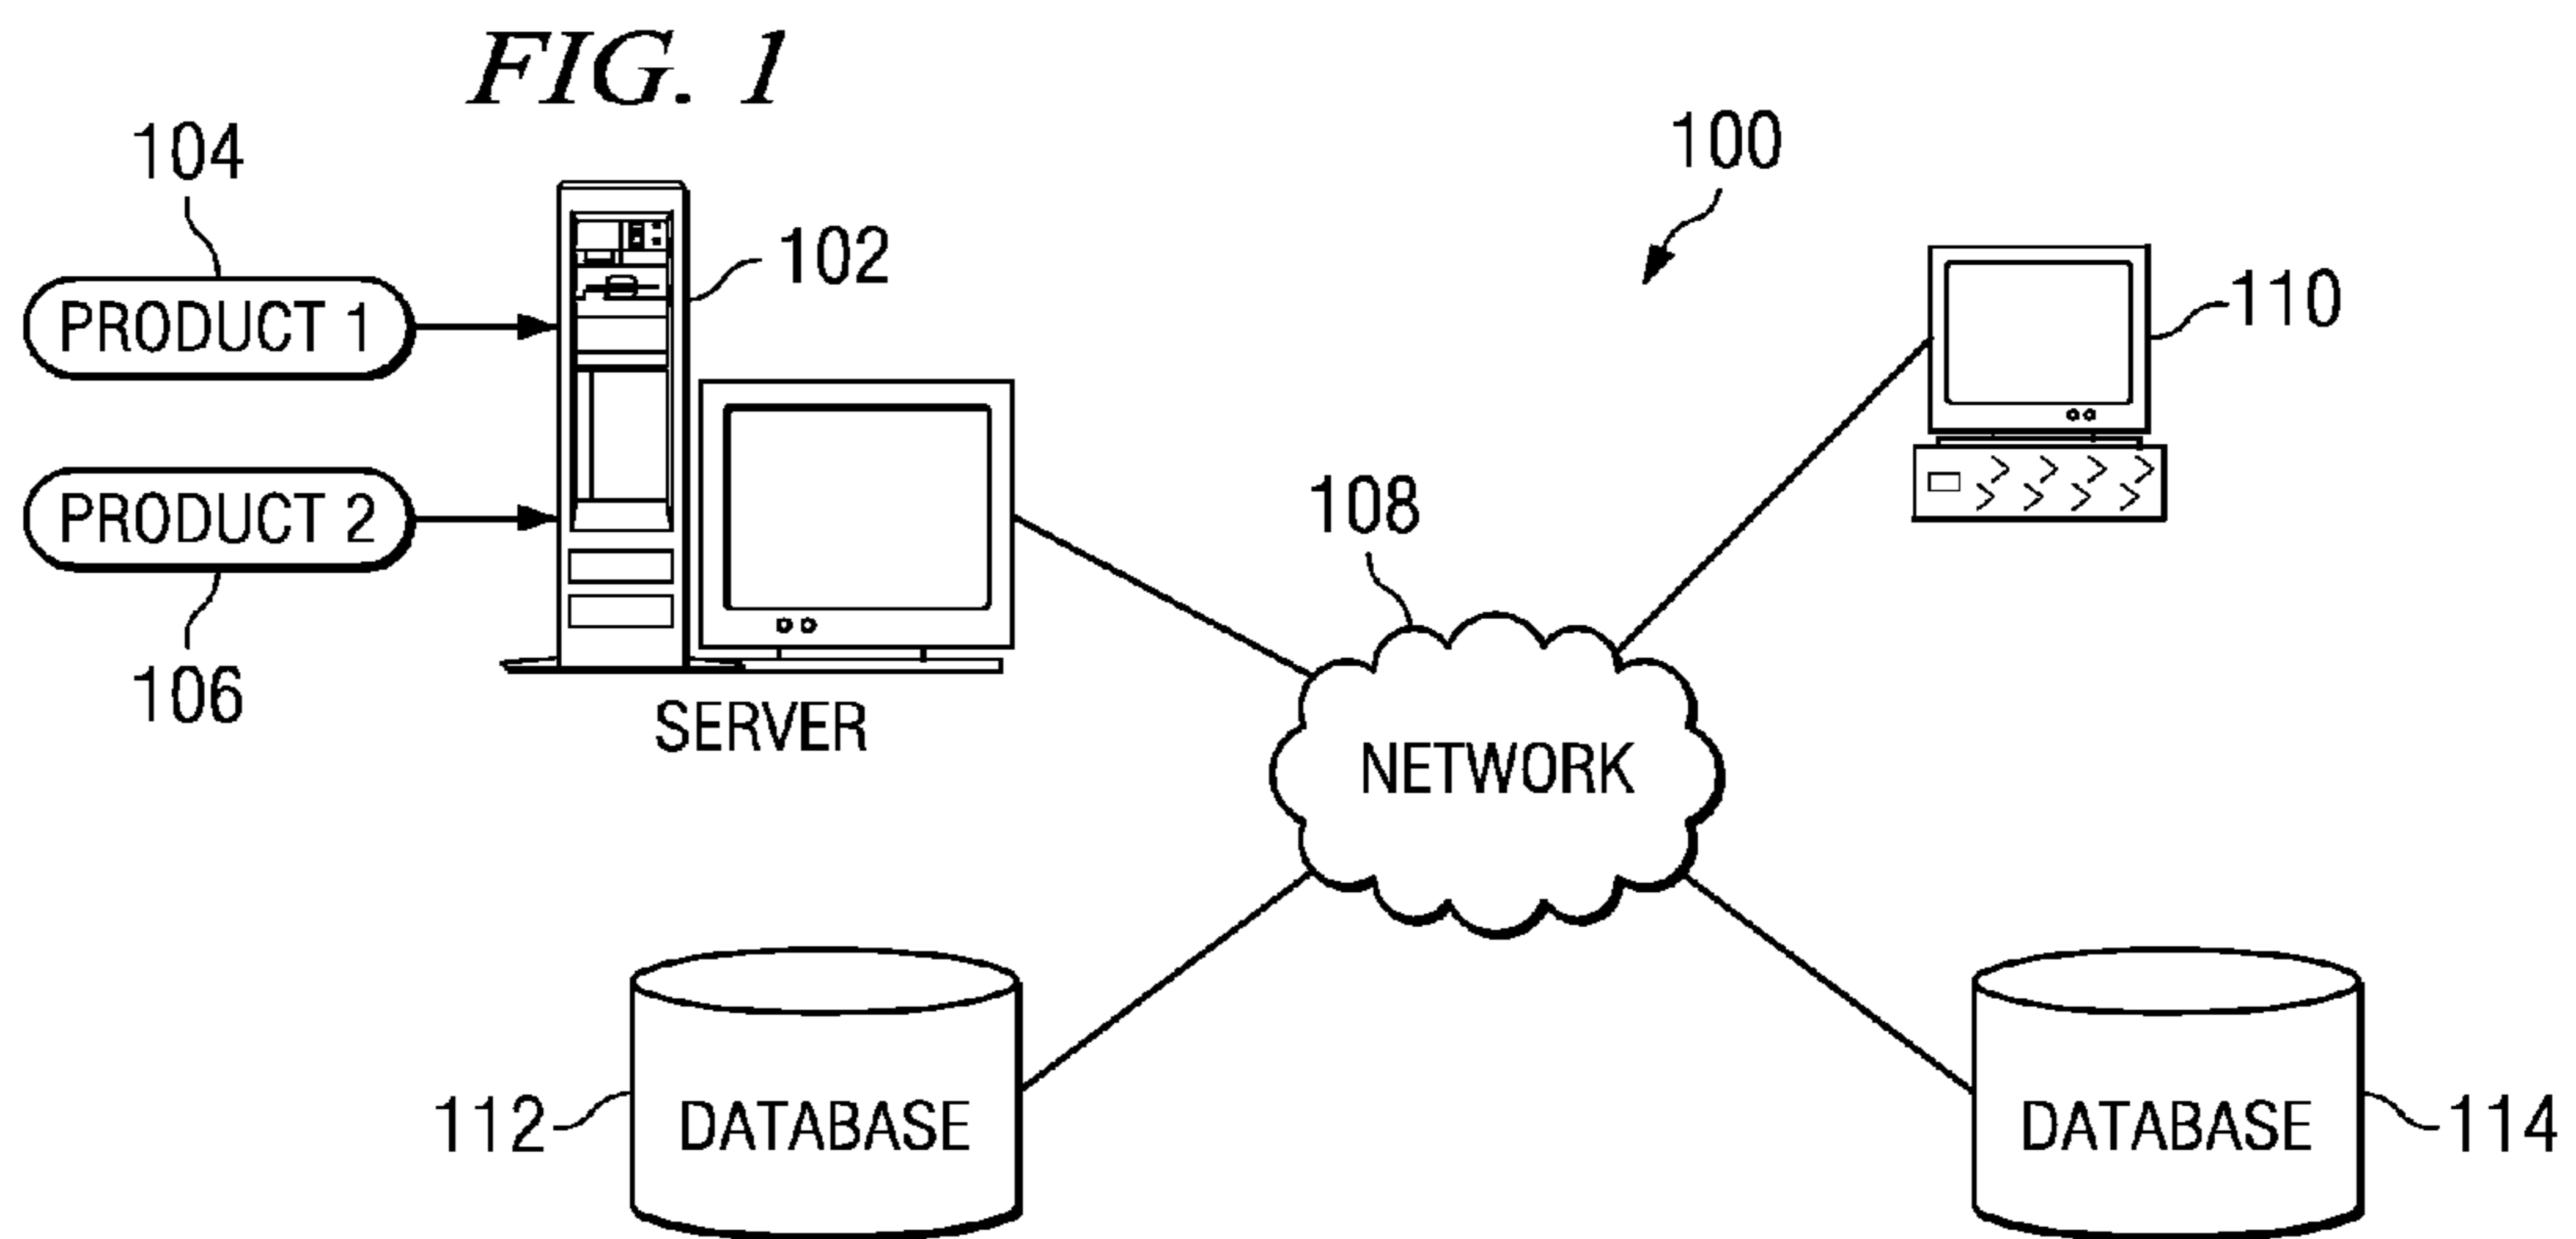 FIG. 1
104
100
102
PRODUCT 1
110
108
PRODUCT 2
106
SERVER
NETWORK
112
DATABASE
DATABASE
114